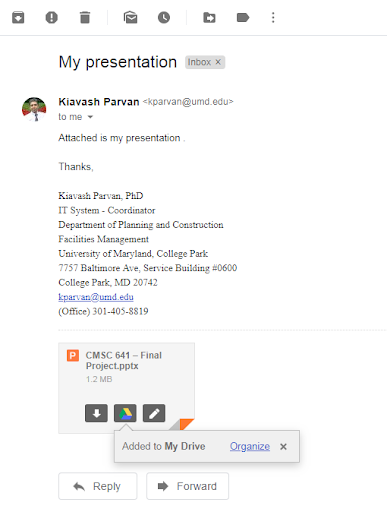 My presentation Inbox ×
Kiavash Parvan <kparvan@umd.edu>
to me
Attached is my presentation .
Thanks,
Kiavash Parvan, PhD
IT System - Coordinator
Department of Planning and Construction
Facilities Management
University of Maryland, College Park
7757 Baltimore Ave, Service Building #0600
College Park, MD 20742
kparvan@umd.edu
(Office) 301-405-8819
P CMSC 641 – Final
Project.pptx
1.2 MB
Added to My Drive Organize ×
Reply Forward